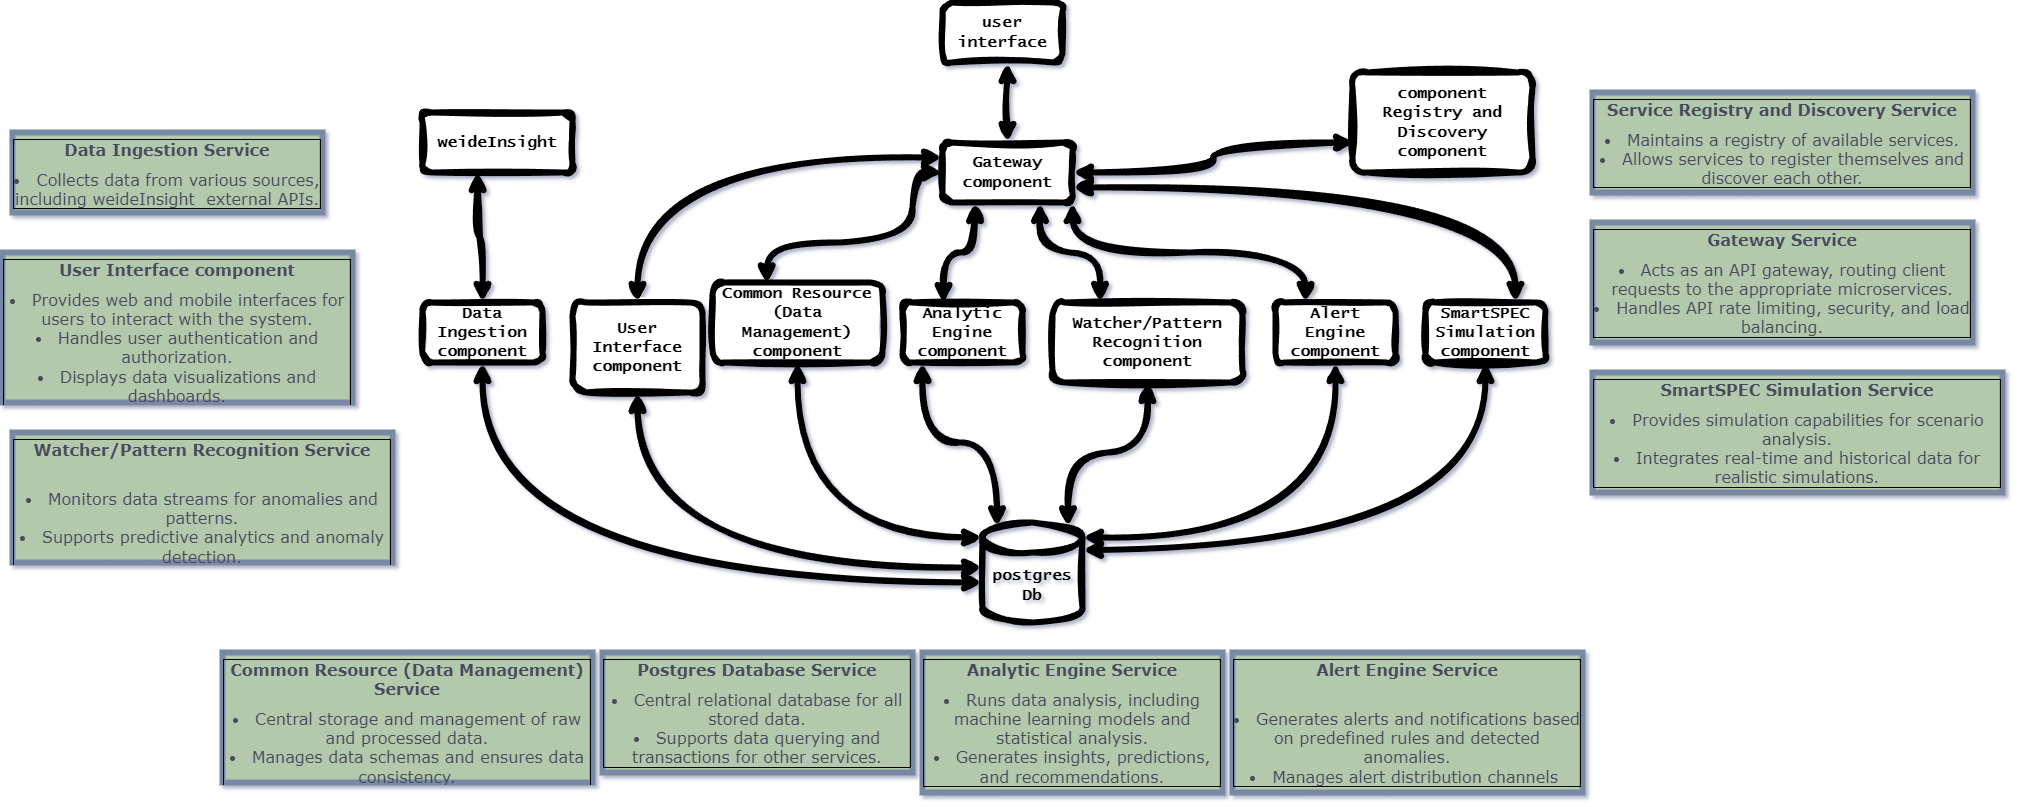 user
interface
component
Registry and
Discovery
component
weideInsight
Gateway
component
Data
Ingestion
component
User
Interface
component
Common Resource
(Data
Management)
component
Analytic
Engine
component
Watcher/Pattern
Recognition
component
Alert
Engine
component
SmartSPEC
Simulation
component
postgres
Db
Data Ingestion Service
• Collects data from various sources,
including weideInsight external APIs.
User Interface component
• Provides web and mobile interfaces for
users to interact with the system.
• Handles user authentication and
authorization.
• Displays data visualizations and
dashboards.
Watcher/Pattern Recognition Service
• Monitors data streams for anomalies and
patterns.
• Supports predictive analytics and anomaly
detection.
Service Registry and Discovery Service
• Maintains a registry of available services.
• Allows services to register themselves and
discover each other.
Gateway Service
• Acts as an API gateway, routing client
requests to the appropriate microservices.
• Handles API rate limiting, security, and load
balancing.
SmartSPEC Simulation Service
• Provides simulation capabilities for scenario
analysis.
• Integrates real-time and historical data for
realistic simulations.
Common Resource (Data Management)
Service
• Central storage and management of raw
and processed data.
• Manages data schemas and ensures data
consistency.
Postgres Database Service
• Central relational database for all
stored data.
• Supports data querying and
transactions for other services.
Analytic Engine Service
• Runs data analysis, including
machine learning models and
statistical analysis.
• Generates insights, predictions,
and recommendations.
Alert Engine Service
• Generates alerts and notifications based
on predefined rules and detected
anomalies.
• Manages alert distribution channels